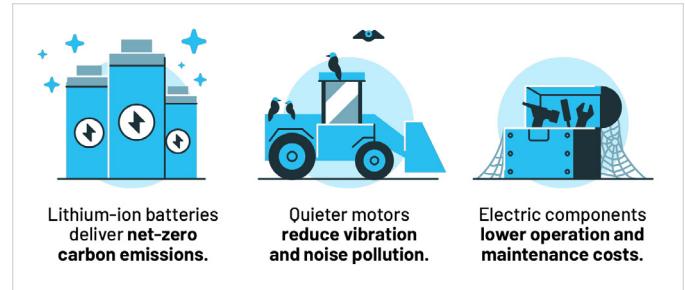 Lithium-ion batteries
deliver net-zero
carbon emissions.
Quieter motors
reduce vibration
and noise pollution.
Electric components
lower operation and
maintenance costs.